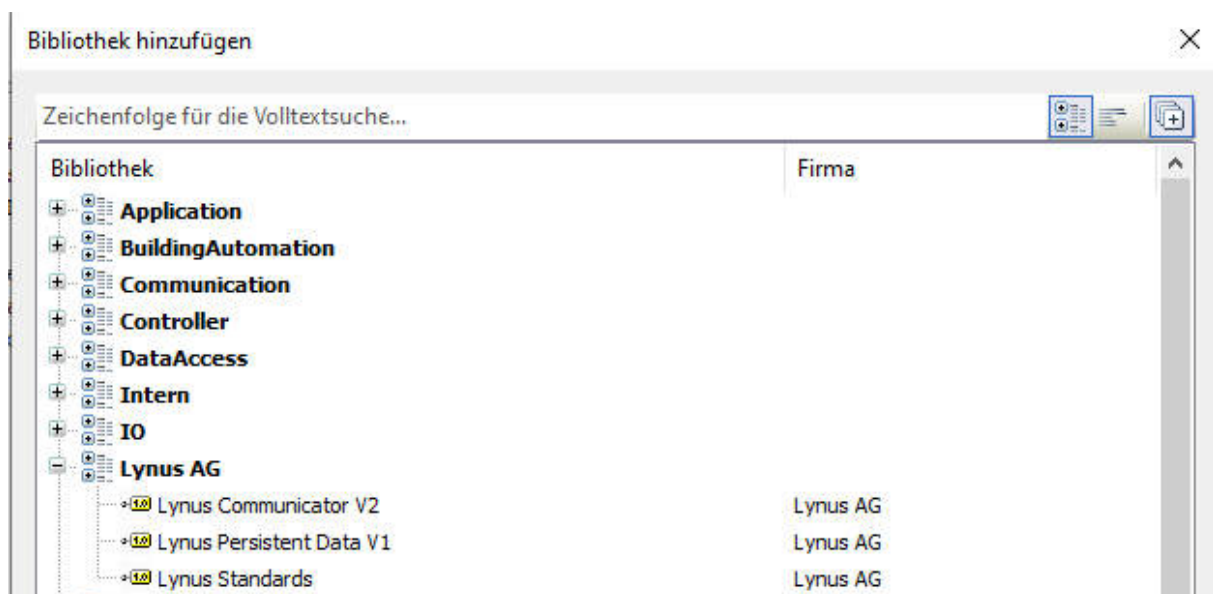 Bibliothek hinzufügen
Zeichenfolge für die Volltextsuche...
Bibliothek Firma
Application
BuildingAutomation
Communication
Controller
DataAccess
Intern
IO
Lynus AG
Lynus Communicator V2 Lynus AG
Lynus Persistent Data V1 Lynus AG
Lynus Standards Lynus AG